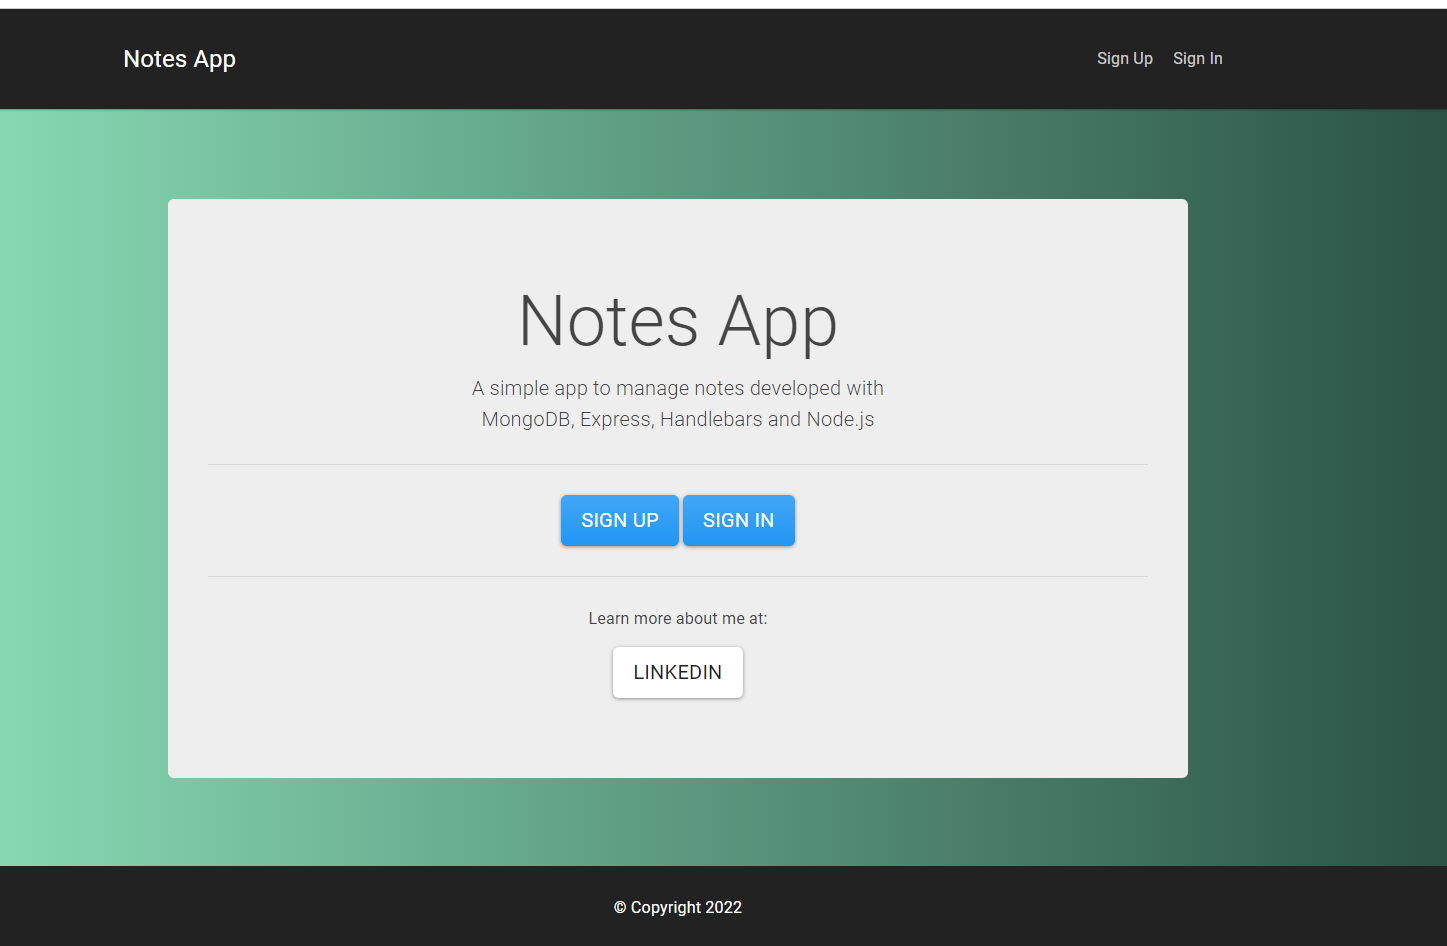 Notes App
Sign Up Sign In
Notes App
A simple app to manage notes developed with
MongoDB, Express, Handlebars and Node.js
SIGN UP SIGN IN
Learn more about me at:
LINKEDIN
© Copyright 2022